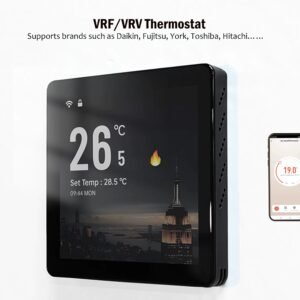 VRF/VRV Thermostat
Supports brands such as Daikin, Fujitsu, York, Toshiba, Hitachi......
26 5 °C
Set Temp : 28.5 °C
09:44 MON
19.0